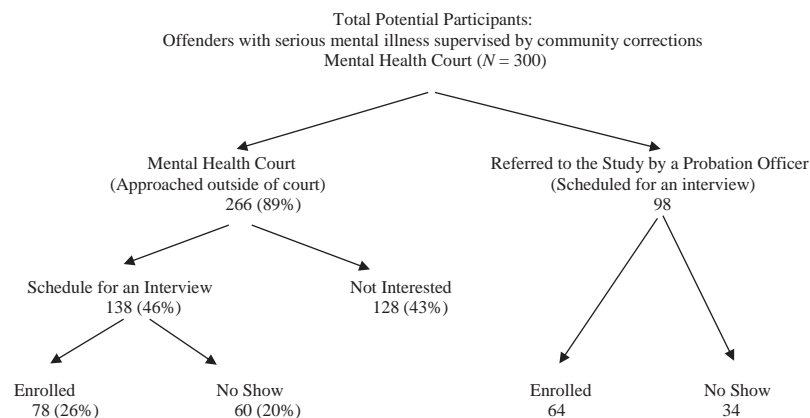 Total Potential Participants:
Offenders with serious mental illness supervised by community corrections
Mental Health Court (N = 300)
Mental Health Court
(Approached outside of court)
266 (89%)
Referred to the Study by a Probation Officer
(Scheduled for an interview)
98
Schedule for an Interview
138 (46%)
Not Interested
128 (43%)
Enrolled
78 (26%)
No Show
60 (20%)
Enrolled
64
No Show
34